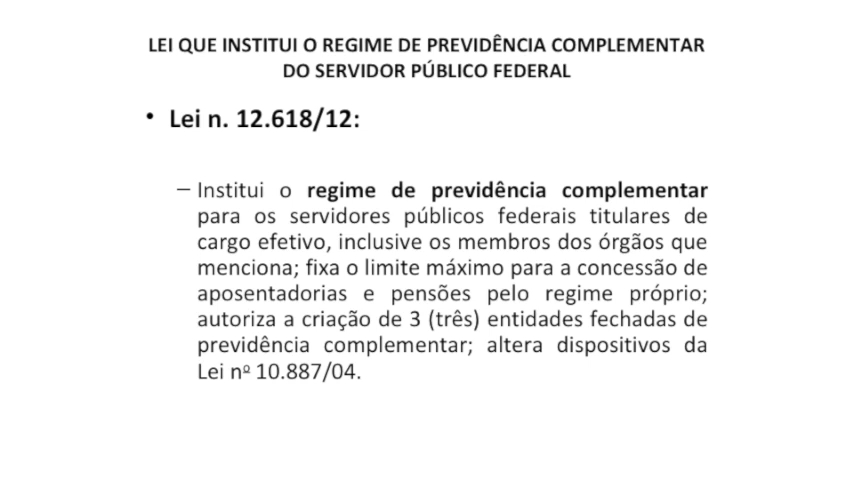 LEI QUE INSTITUI O REGIME DE PREVIDÊNCIA COMPLEMENTAR
DO SERVIDOR PÚBLICO FEDERAL
• Lei n. 12.618/12:
– Institui o regime de previdência complementar
para os servidores públicos federais titulares de
cargo efetivo, inclusive os membros dos órgãos que
menciona; fixa o limite máximo para a concessão de
aposentadorias e pensões pelo regime próprio;
autoriza a criação de 3 (três) entidades fechadas de
previdência complementar; altera dispositivos da
Lei nº 10.887/04.